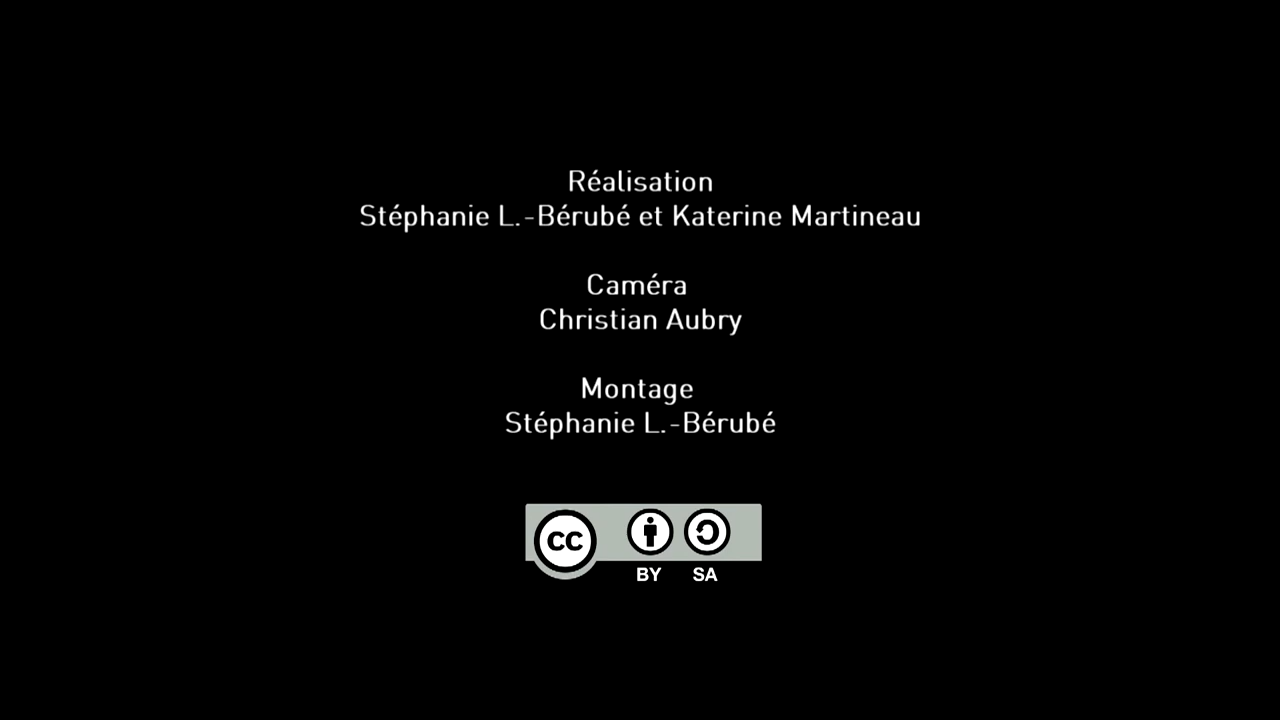 Réalisation
Stéphanie L.-Bérubé et Katerine Martineau
Caméra
Christian Aubry
Montage
Stéphanie L.-Bérubé
cc
BY SA